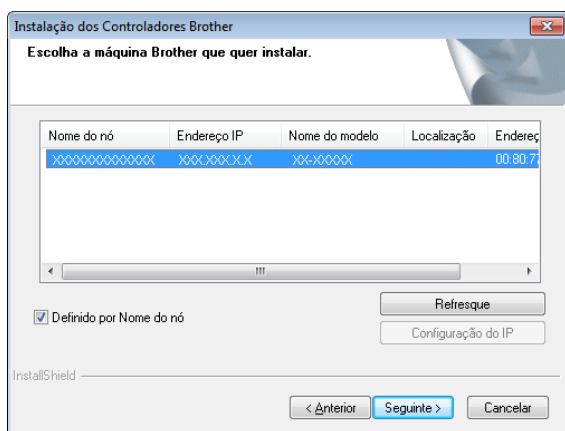 Instalação dos Controladores Brother
Escolha a máquina Brother que quer instalar.
Nome do nó Endereço IP Nome do modelo Localização Endereç
XXXXXXXXXXXXXX XXX.XXX.X.X XX-XXXXX 00:80:77
Definido por Nome do nó
Refresque
Configuração do IP
InstallShield
< Anterior Seguinte > Cancelar